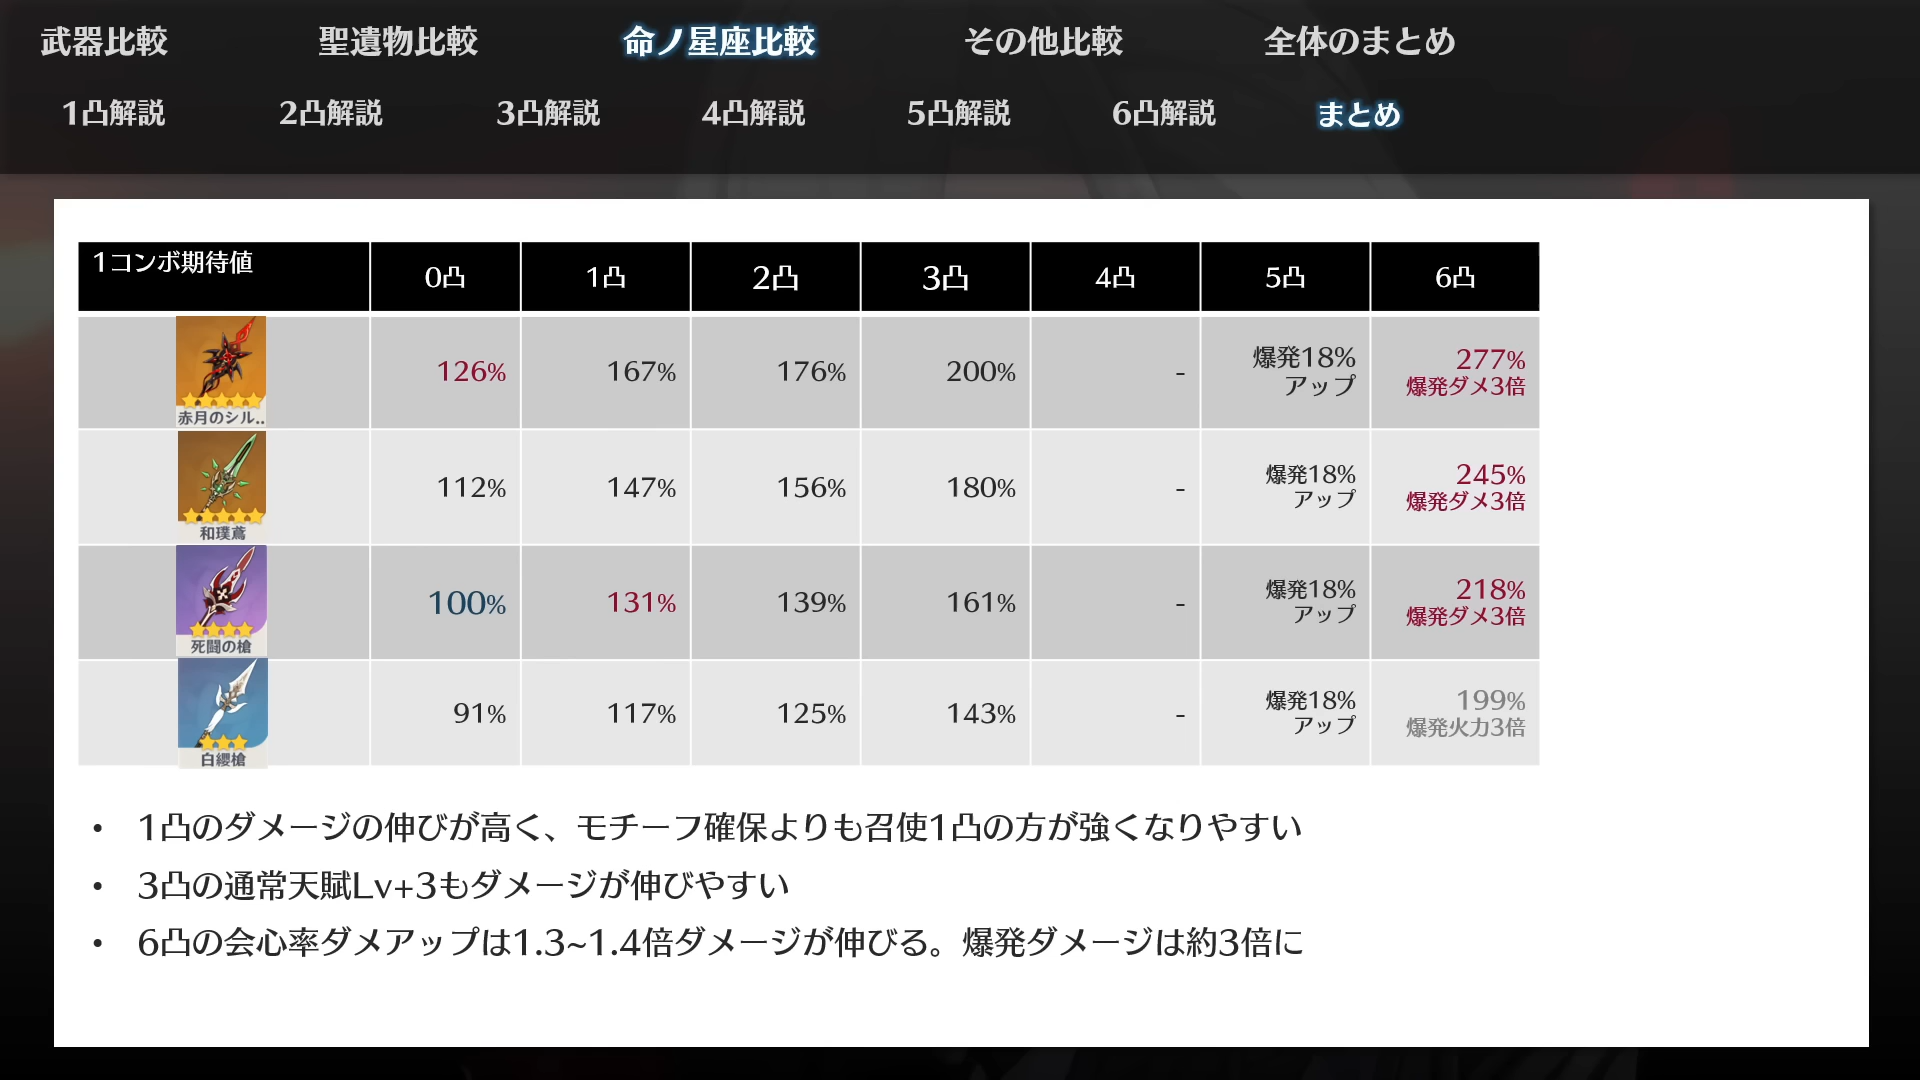 武器比較 聖遺物比較 命ノ星座比較 その他比較 全体のまとめ
1凸解説 2凸解説 3凸解説 4凸解説 5凸解説 6凸解説 まとめ
1コンボ期待値 0凸 1凸 2凸 3凸 4凸 5凸 6凸
赤月のシル.. 126% 167% 176% 200% - 爆発18% アップ 277% 爆発ダメ3倍
和璞鳶 112% 147% 156% 180% - 爆発18% アップ 245% 爆発ダメ3倍
死闘の槍 100% 131% 139% 161% - 爆発18% アップ 218% 爆発ダメ3倍
白纓槍 91% 117% 125% 143% - 爆発18% アップ 199% 爆発火力3倍
• 1凸のダメージの伸びが高く、モチーフ確保よりも召使1凸の方が強くなりやすい
• 3凸の通常天賦Lv+3もダメージが伸びやすい
• 6凸の会心率ダメアップは1.3~1.4倍ダメージが伸びる。爆発ダメージは約3倍に